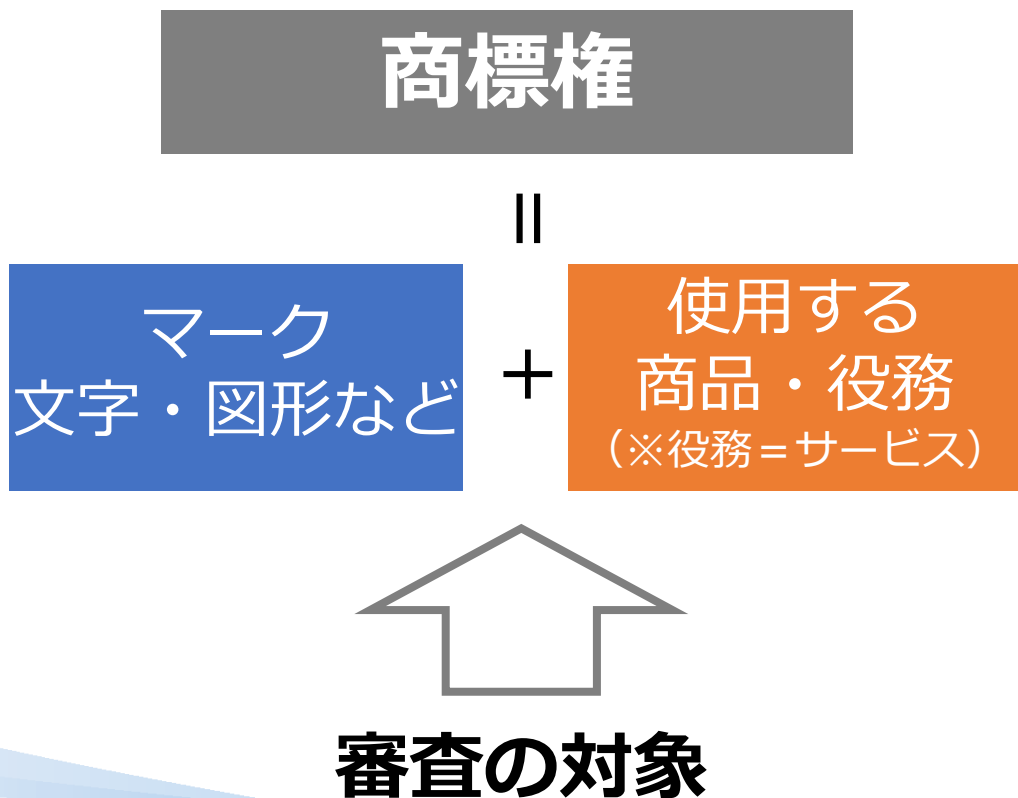 商標権
＝
マーク
文字・図形など
＋
使用する
商品・役務
（※役務＝サービス）
審査の対象